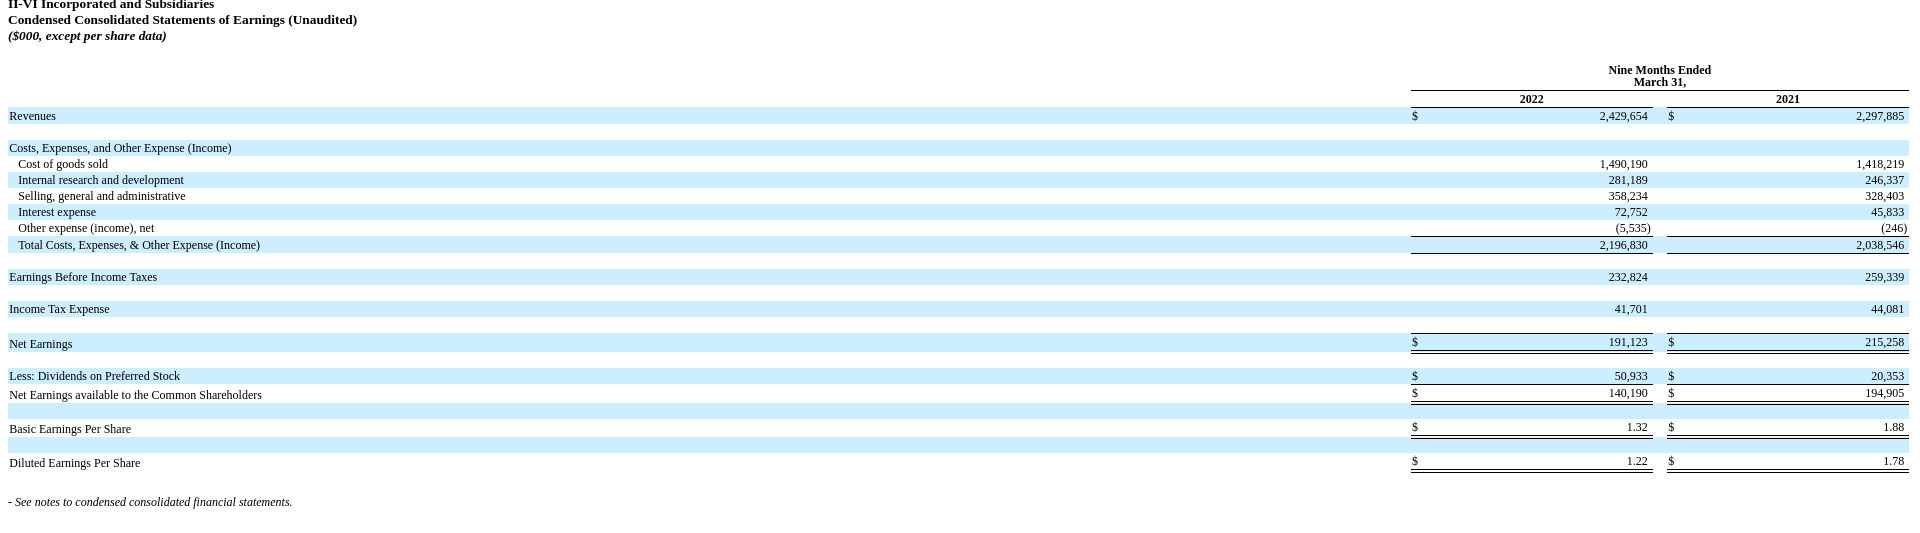 II-VI Incorporated and Subsidiaries
Condensed Consolidated Statements of Earnings (Unaudited)
($000, except per share data)
Nine Months Ended
March 31,
2022 2021
Revenues $ 2,429,654 $ 2,297,885
Costs, Expenses, and Other Expense (Income)
Cost of goods sold 1,490,190 1,418,219
Internal research and development 281,189 246,337
Selling, general and administrative 358,234 328,403
Interest expense 72,752 45,833
Other expense (income), net (5,535) (246)
Total Costs, Expenses, & Other Expense (Income) 2,196,830 2,038,546
Earnings Before Income Taxes 232,824 259,339
Income Tax Expense 41,701 44,081
Net Earnings $ 191,123 $ 215,258
Less: Dividends on Preferred Stock $ 50,933 $ 20,353
Net Earnings available to the Common Shareholders $ 140,190 $ 194,905
Basic Earnings Per Share $ 1.32 $ 1.88
Diluted Earnings Per Share $ 1.22 $ 1.78
- See notes to condensed consolidated financial statements.